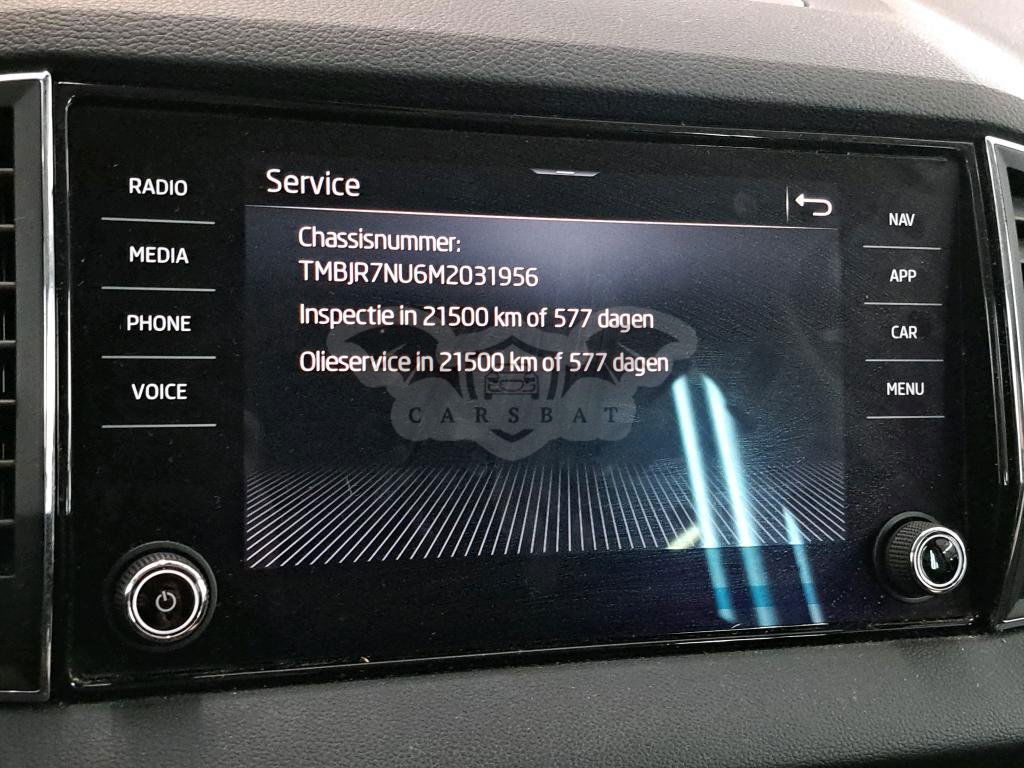 RADIO
MEDIA
PHONE
VOICE
Service
Chassisnummer:
TMBJR7NU6M2031956
Inspectie in 21500 km of 577 dagen
Olieservice in 21500 km of 577 dagen
CARSBAT
NAV
APP
CAR
MENU